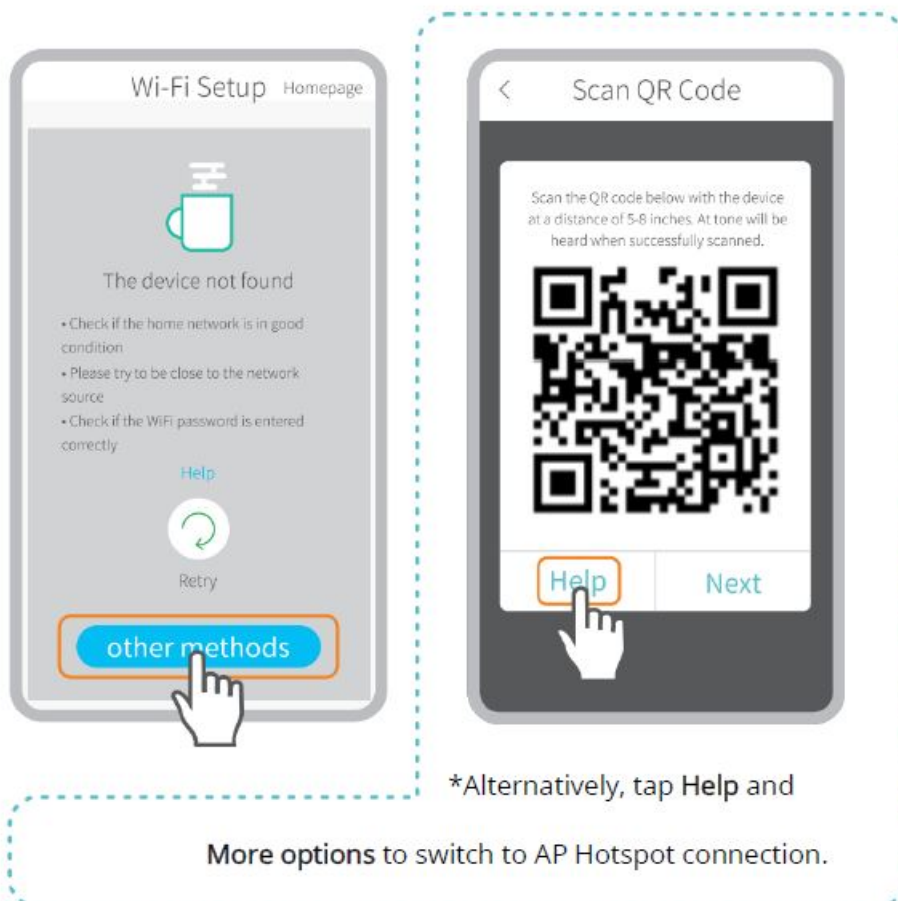 Wi-Fi Setup Homepage
The device not found
• Check if the home network is in good
condition
• Please try to be close to the network
source
• Check if the WiFi password is entered
correctly
Help
Retry
other methods
< Scan QR Code
Scan the QR code below with the device
at a distance of 5-8 inches. At tone will be
heard when successfully scanned.
Help Next
*Alternatively, tap Help and
More options to switch to AP Hotspot connection.